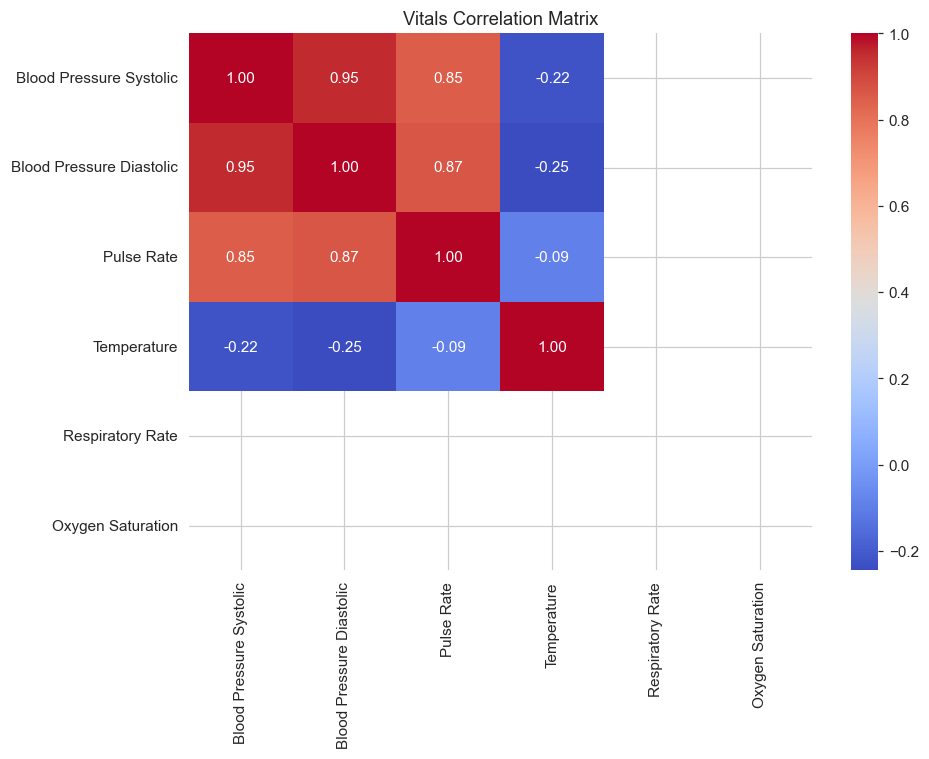 Vitals Correlation Matrix
Blood Pressure Systolic
1.00 0.95 0.85 -0.22
Blood Pressure Diastolic
0.95 1.00 0.87 -0.25
Pulse Rate
0.85 0.87 1.00 -0.09
Temperature
-0.22 -0.25 -0.09 1.00
Respiratory Rate
Oxygen Saturation
Blood Pressure Systolic
Blood Pressure Diastolic
Pulse Rate
Temperature
Respiratory Rate
Oxygen Saturation
1.0
0.8
0.6
0.4
0.2
0.0
−0.2